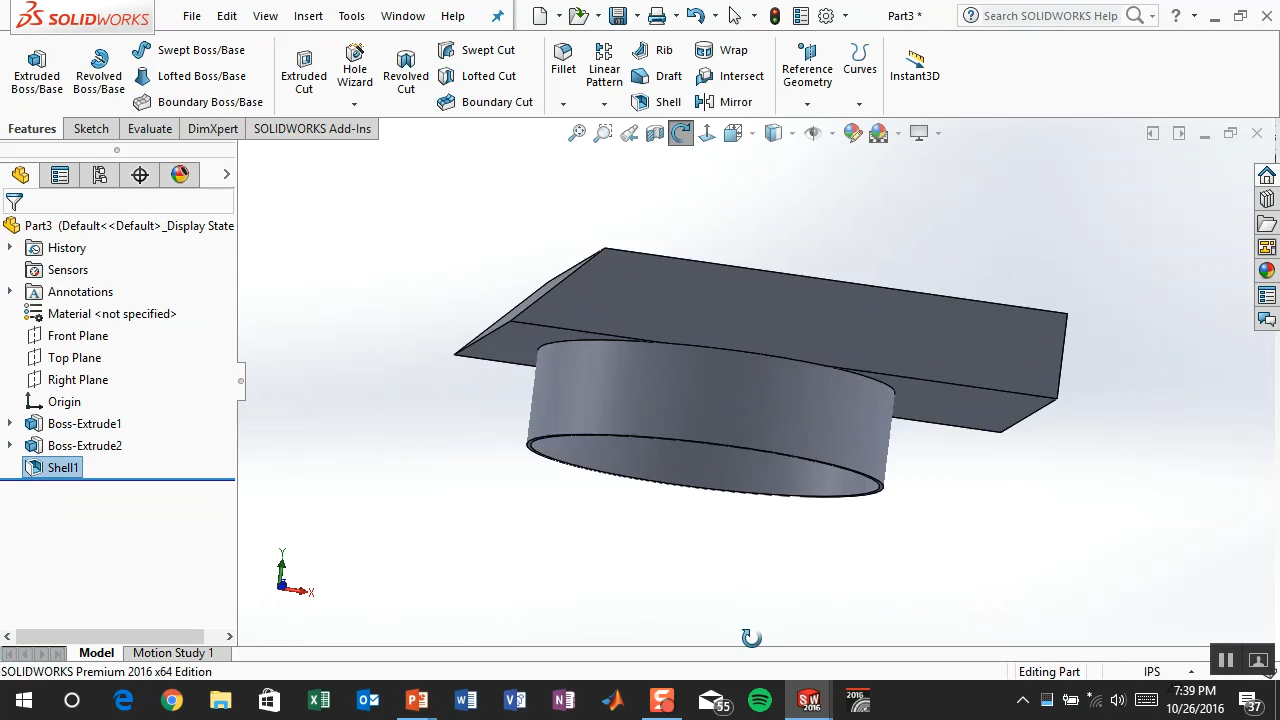 SOLIDWORKS
File
Edit
View
Insert
Tools
Window
Help
Part3 *
Search SOLIDWORKS Help
?
Extruded
Boss/Base
Revolved
Boss/Base
Swept Boss/Base
Lofted Boss/Base
Boundary Boss/Base
Extruded
Cut
Hole
Wizard
Revolved
Cut
Swept Cut
Lofted Cut
Boundary Cut
Fillet
Linear
Pattern
Rib
Draft
Shell
Wrap
Intersect
Mirror
Reference
Geometry
Curves
Instant3D
Features
Sketch
Evaluate
DimXpert
SOLIDWORKS Add-Ins
Part3 (Default<<Default>_Display State
History
Sensors
Annotations
Material <not specified>
Front Plane
Top Plane
Right Plane
Origin
Boss-Extrude1
Boss-Extrude2
Shell1
Y
X
Model
Motion Study 1
SOLIDWORKS Premium 2016 x64 Edition
Editing Part
IPS
55
SW
2016
2016
7:39 PM
10/26/2016
37